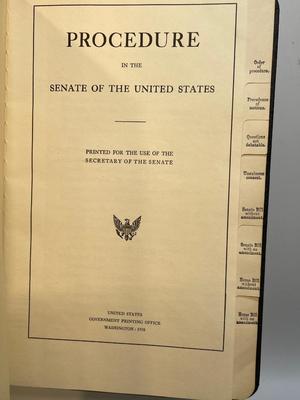 PROCEDURE
IN THE
SENATE OF THE UNITED STATES
PRINTED FOR THE USE OF THE
SECRETARY OF THE SENATE
UNITED STATES
GOVERNMENT PRINTING OFFICE
WASHINGTON :
Order
of
procedure.
Precedence
of
motions.
Questions
not
debatable.
Unanimous
consent.
Senate Bill
without
amendment.
Senate Bill
with an
amendment.
House Bill
without
amendment.
House Bill
with an
amendment.